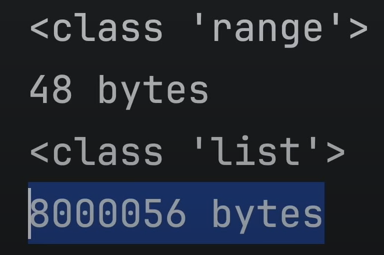 <class 'range'>
48 bytes
<class 'list'>
8000056 bytes